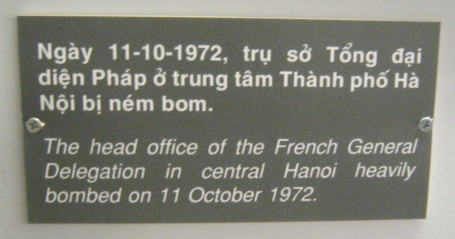 Ngày 11-10-1972, trụ sở Tổng đại
diện Pháp ở trung tâm Thành phố Hà
Nội bị ném bom.
The head office of the French General
Delegation in central Hanoi heavily
bombed on 11 October 1972.